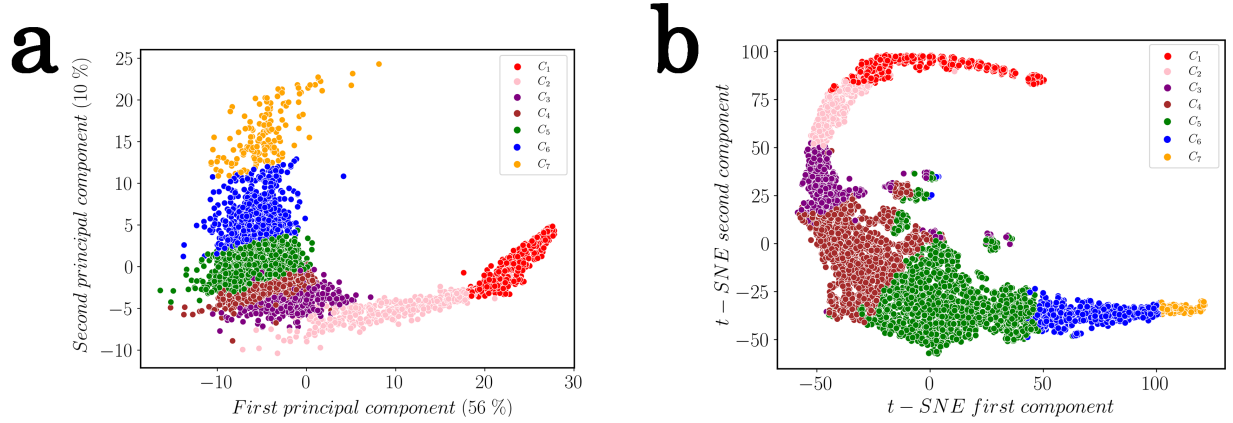 a
25
20
15
10
5
0
−5
−10
Second principal component (10 %)
−10
0
10
20
30
First principal component (56 %)
C1
C2
C3
C4
C5
C6
C7
b
100
75
50
25
0
−25
−50
t − SNE second component
−50
0
50
100
t − SNE first component
C1
C2
C3
C4
C5
C6
C7